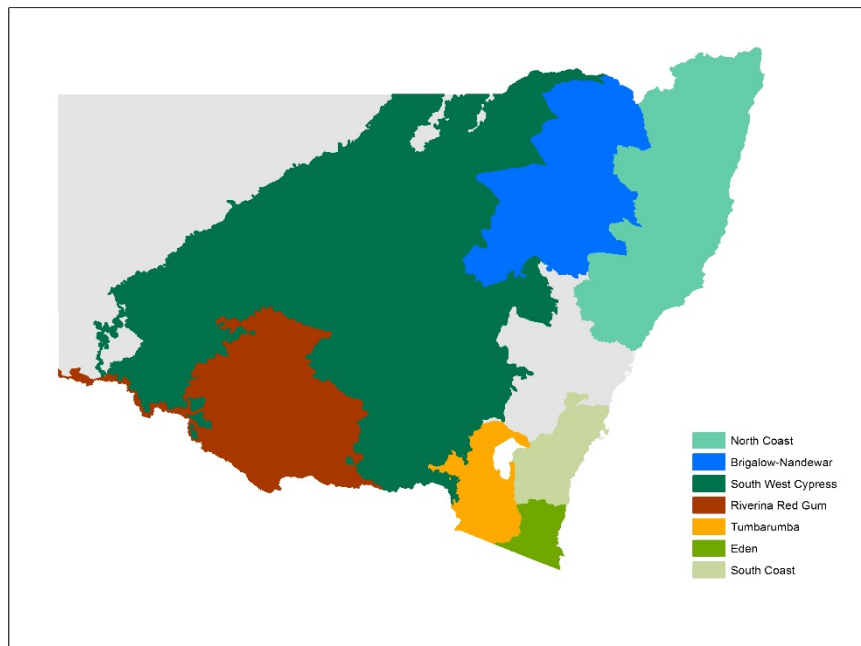 North Coast
Brigalow-Nandewar
South West Cypress
Riverina Red Gum
Tumbarumba
Eden
South Coast